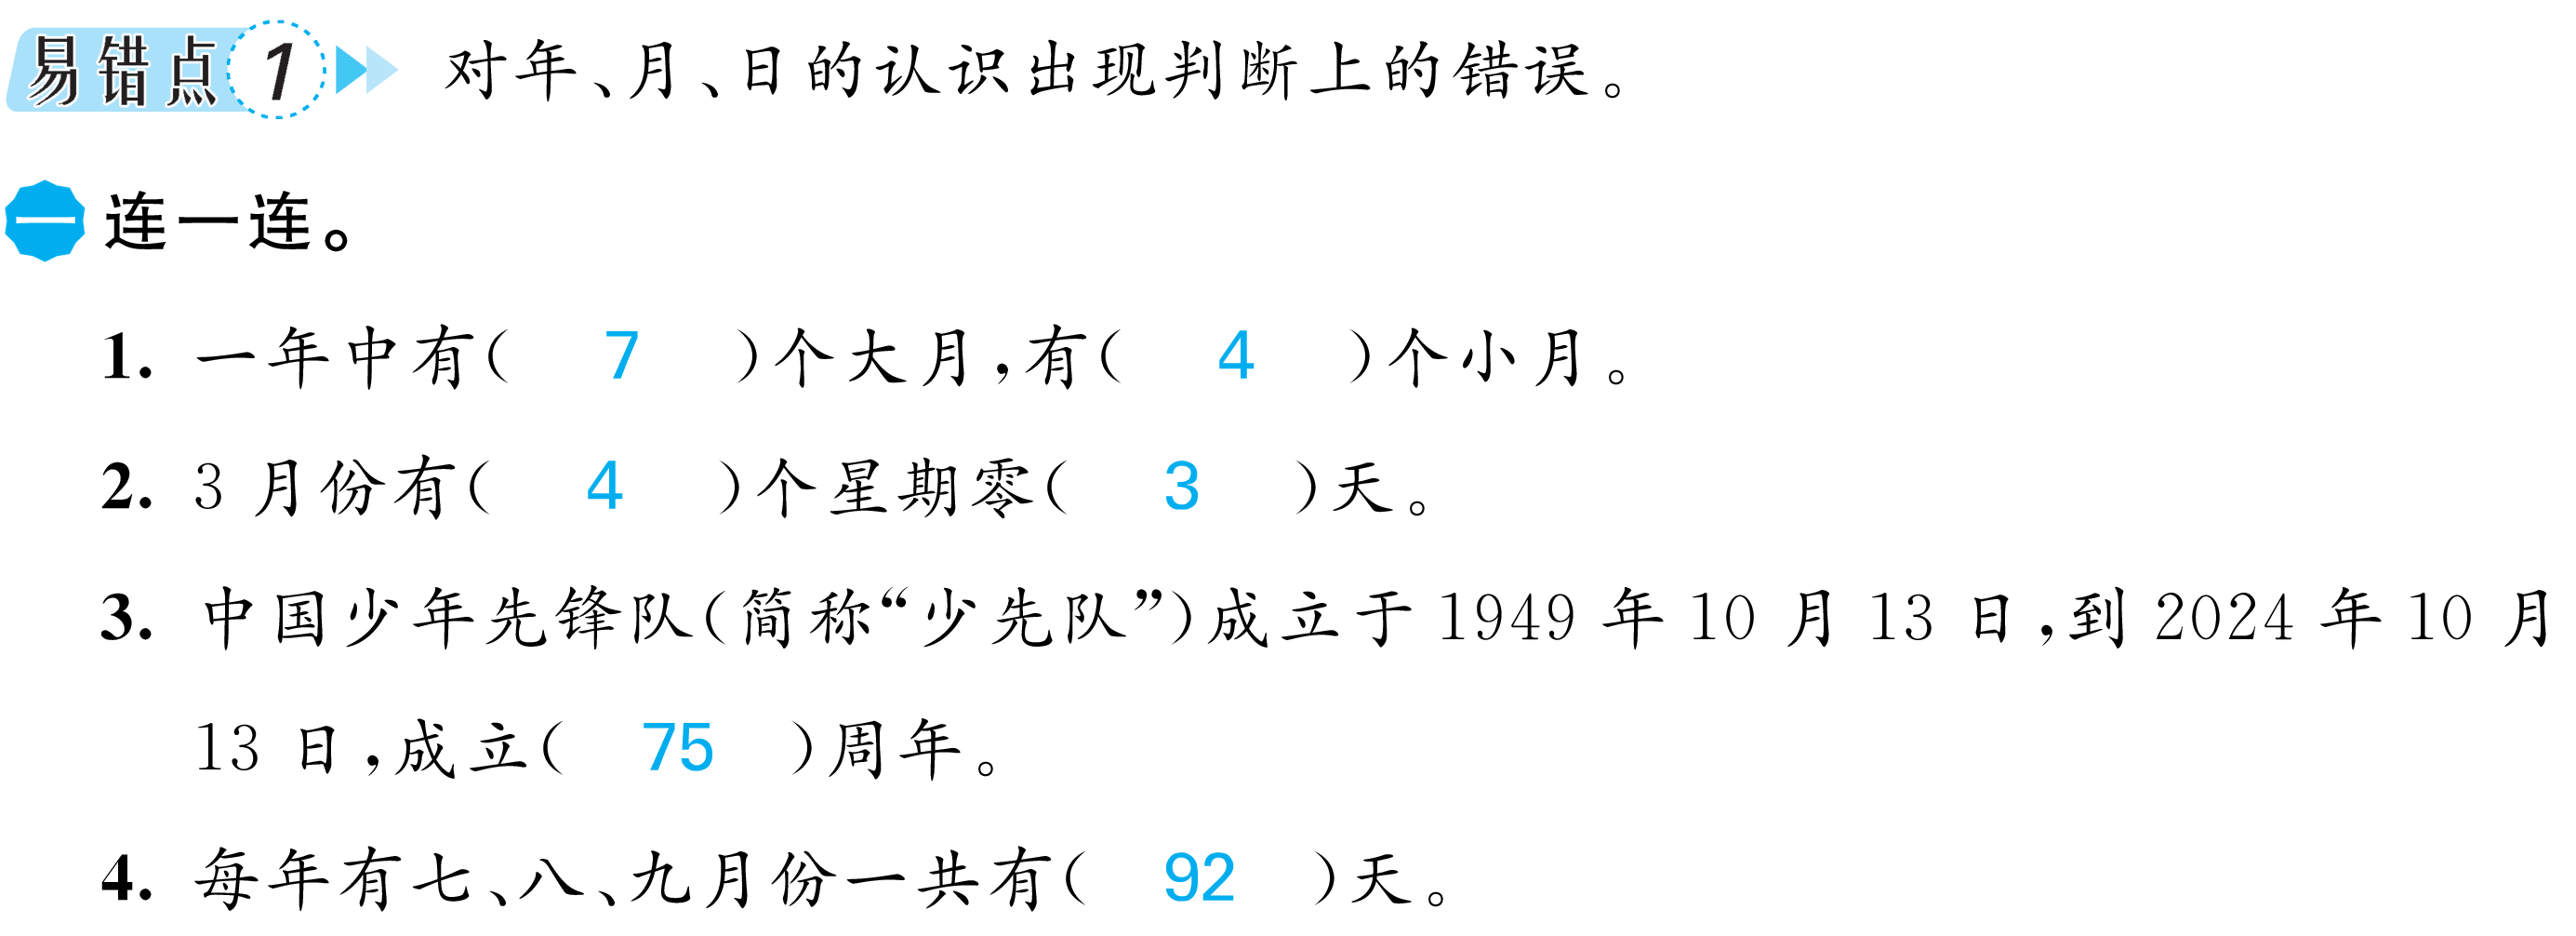 易错点 1 对年、月、日的认识出现判断上的错误。
一 连一连。
1. 一年中有( 7 )个大月,有( 4 )个小月。
2. 3 月份有( 4 )个星期零( 3 )天。
3. 中国少年先锋队(简称“少先队”)成立于 1949 年 10 月 13 日,到 2024 年 10 月
13 日,成立( 75 )周年。
4. 每年有七、八、九月份一共有( 92 )天。